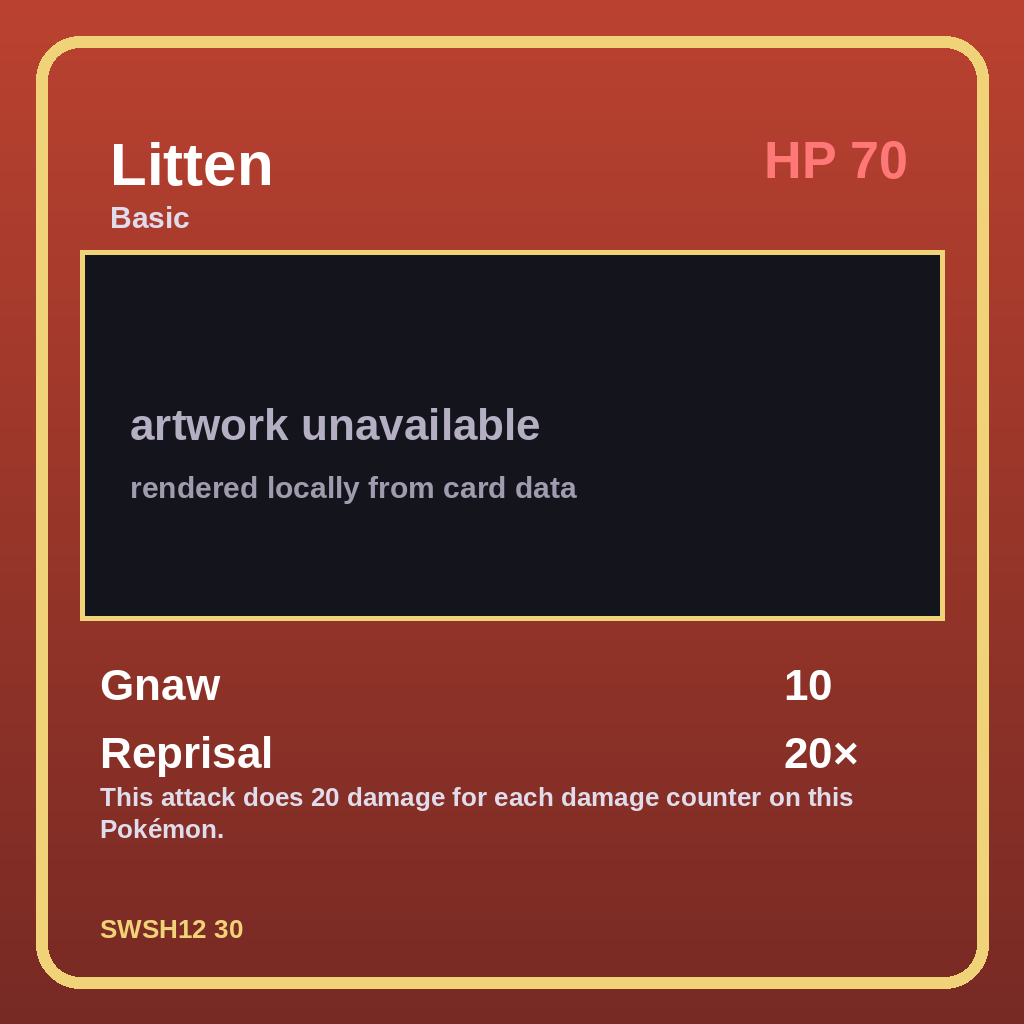 Litten
HP 70
Basic
artwork unavailable
rendered locally from card data
Gnaw 10
Reprisal 20×
This attack does 20 damage for each damage counter on this
Pokémon.
SWSH12 30